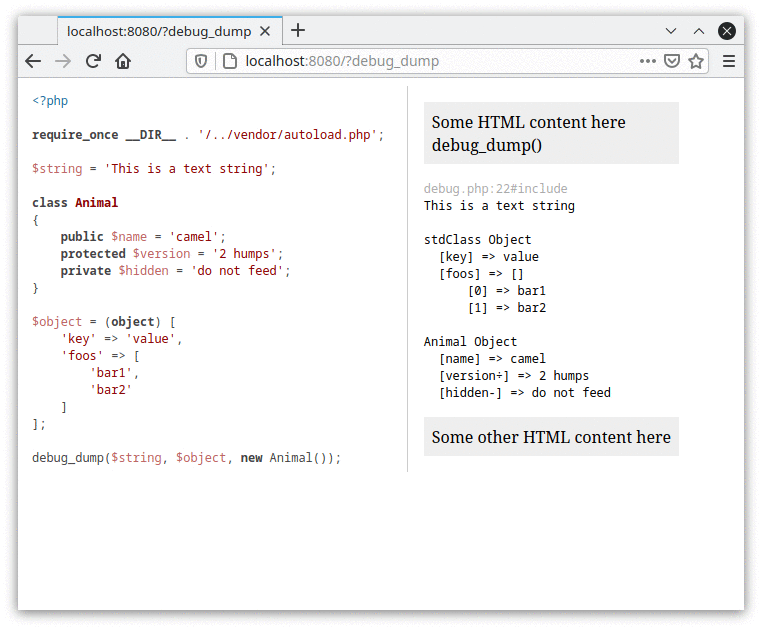 localhost:8080/?debug_dump
localhost:8080/?debug_dump
<?php
require_once __DIR__ . '/../vendor/autoload.php';
$string = 'This is a text string';
class Animal
{
    public $name = 'camel';
    protected $version = '2 humps';
    private $hidden = 'do not feed';
}
$object = (object) [
    'key' => 'value',
    'foos' => [
        'bar1',
        'bar2'
    ]
];
debug_dump($string, $object, new Animal());
Some HTML content here
debug_dump()
debug.php:22#include
This is a text string
stdClass Object
  [key] => value
  [foos] => []
      [0] => bar1
      [1] => bar2
Animal Object
  [name] => camel
  [version÷] => 2 humps
  [hidden-] => do not feed
Some other HTML content here